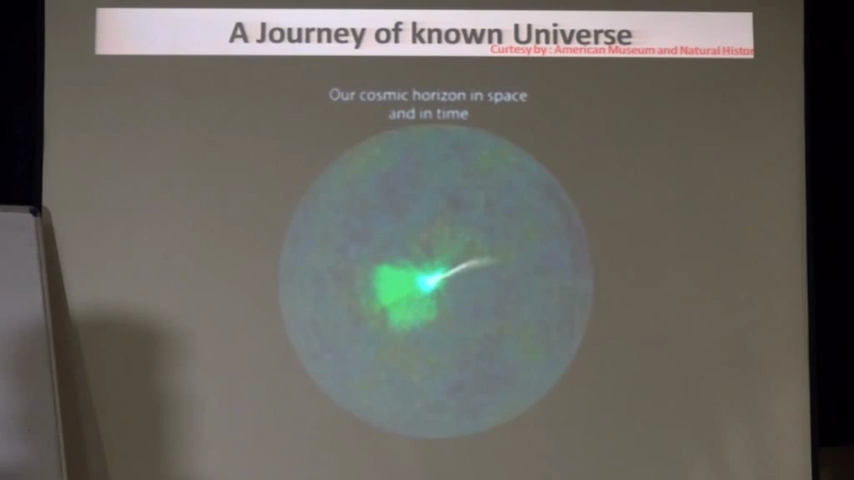 A Journey of known Universe
Curtesy by : American Museum and Natural Histor
Our cosmic horizon in space
and in time